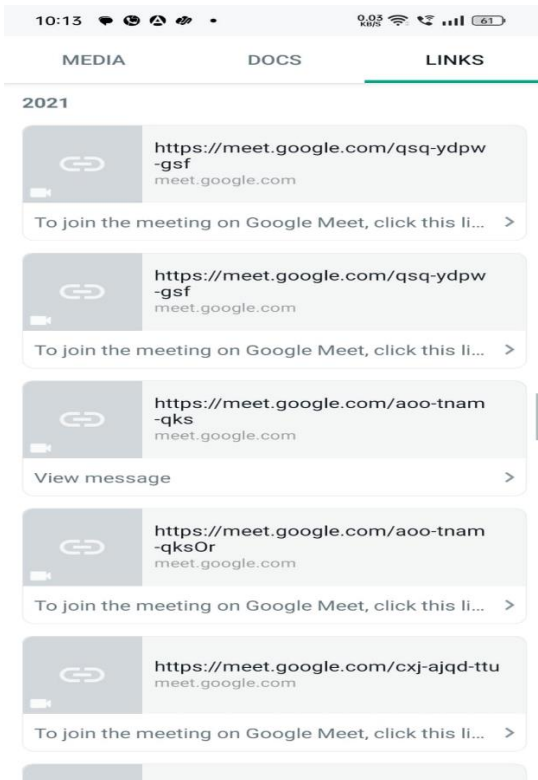 10:13
0.03 KB/S
61
MEDIA DOCS LINKS
2021
https://meet.google.com/qsq-ydpw
-gsf
meet.google.com
To join the meeting on Google Meet, click this li...
https://meet.google.com/qsq-ydpw
-gsf
meet.google.com
To join the meeting on Google Meet, click this li...
https://meet.google.com/aoo-tnam
-qks
meet.google.com
View message
https://meet.google.com/aoo-tnam
-qksOr
meet.google.com
To join the meeting on Google Meet, click this li...
https://meet.google.com/cxj-ajqd-ttu
meet.google.com
To join the meeting on Google Meet, click this li...